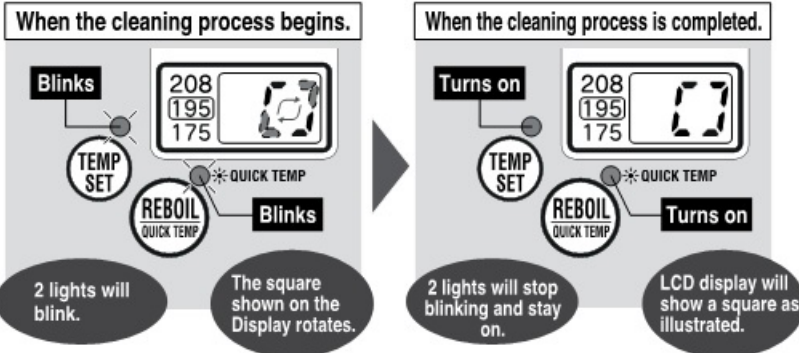 When the cleaning process begins.
Blinks
208
195
175
TEMP
SET
QUICK TEMP
REBOIL
QUICK TEMP
Blinks
2 lights will
blink.
The square
shown on the
Display rotates.
When the cleaning process is completed.
Turns on
208
195
175
TEMP
SET
QUICK TEMP
REBOIL
QUICK TEMP
Turns on
2 lights will stop
blinking and stay
on.
LCD display will
show a square as
illustrated.